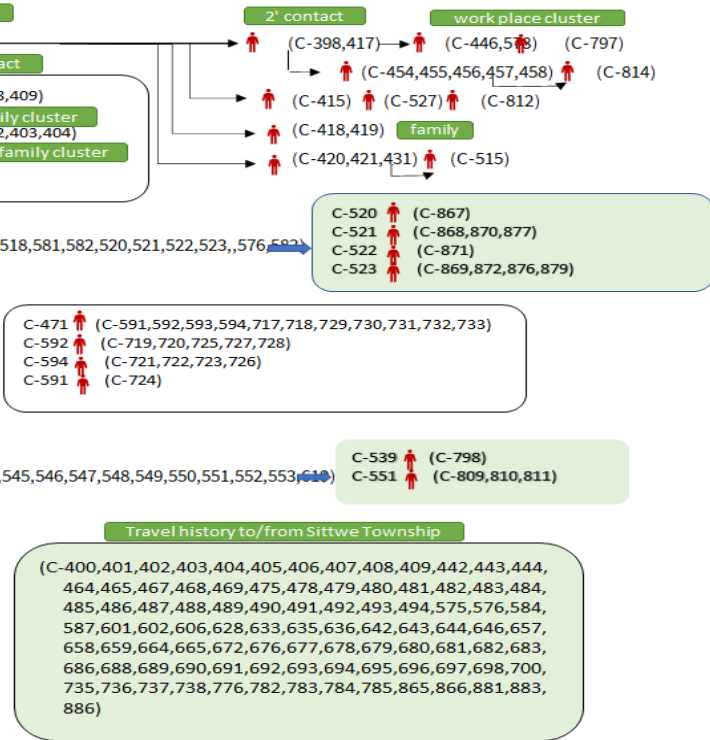 2' contact
work place cluster
(C-398,417)
(C-446,573)
(C-797)
act
(C-454,455,456,457,458)
(C-814)
,409)
(C-415)
(C-527)
(C-812)
ily cluster
2,403,404)
(C-418,419)
family
family cluster
(C-420,421,431)
(C-515)
518,581,582,520,521,522,523,,576,582)
C-520 (C-867)
C-521 (C-868,870,877)
C-522 (C-871)
C-523 (C-869,872,876,879)
C-471 (C-591,592,593,594,717,718,729,730,731,732,733)
C-592 (C-719,720,725,727,728)
C-594 (C-721,722,723,726)
C-591 (C-724)
,545,546,547,548,549,550,551,552,553,619)
C-539 (C-798)
C-551 (C-809,810,811)
Travel history to/from Sittwe Township
(C-400,401,402,403,404,405,406,407,408,409,442,443,444,
464,465,467,468,469,475,478,479,480,481,482,483,484,
485,486,487,488,489,490,491,492,493,494,575,576,584,
587,601,602,606,628,633,635,636,642,643,644,646,657,
658,659,664,665,672,676,677,678,679,680,681,682,683,
686,688,689,690,691,692,693,694,695,696,697,698,700,
735,736,737,738,776,782,783,784,785,865,866,881,883,
886)